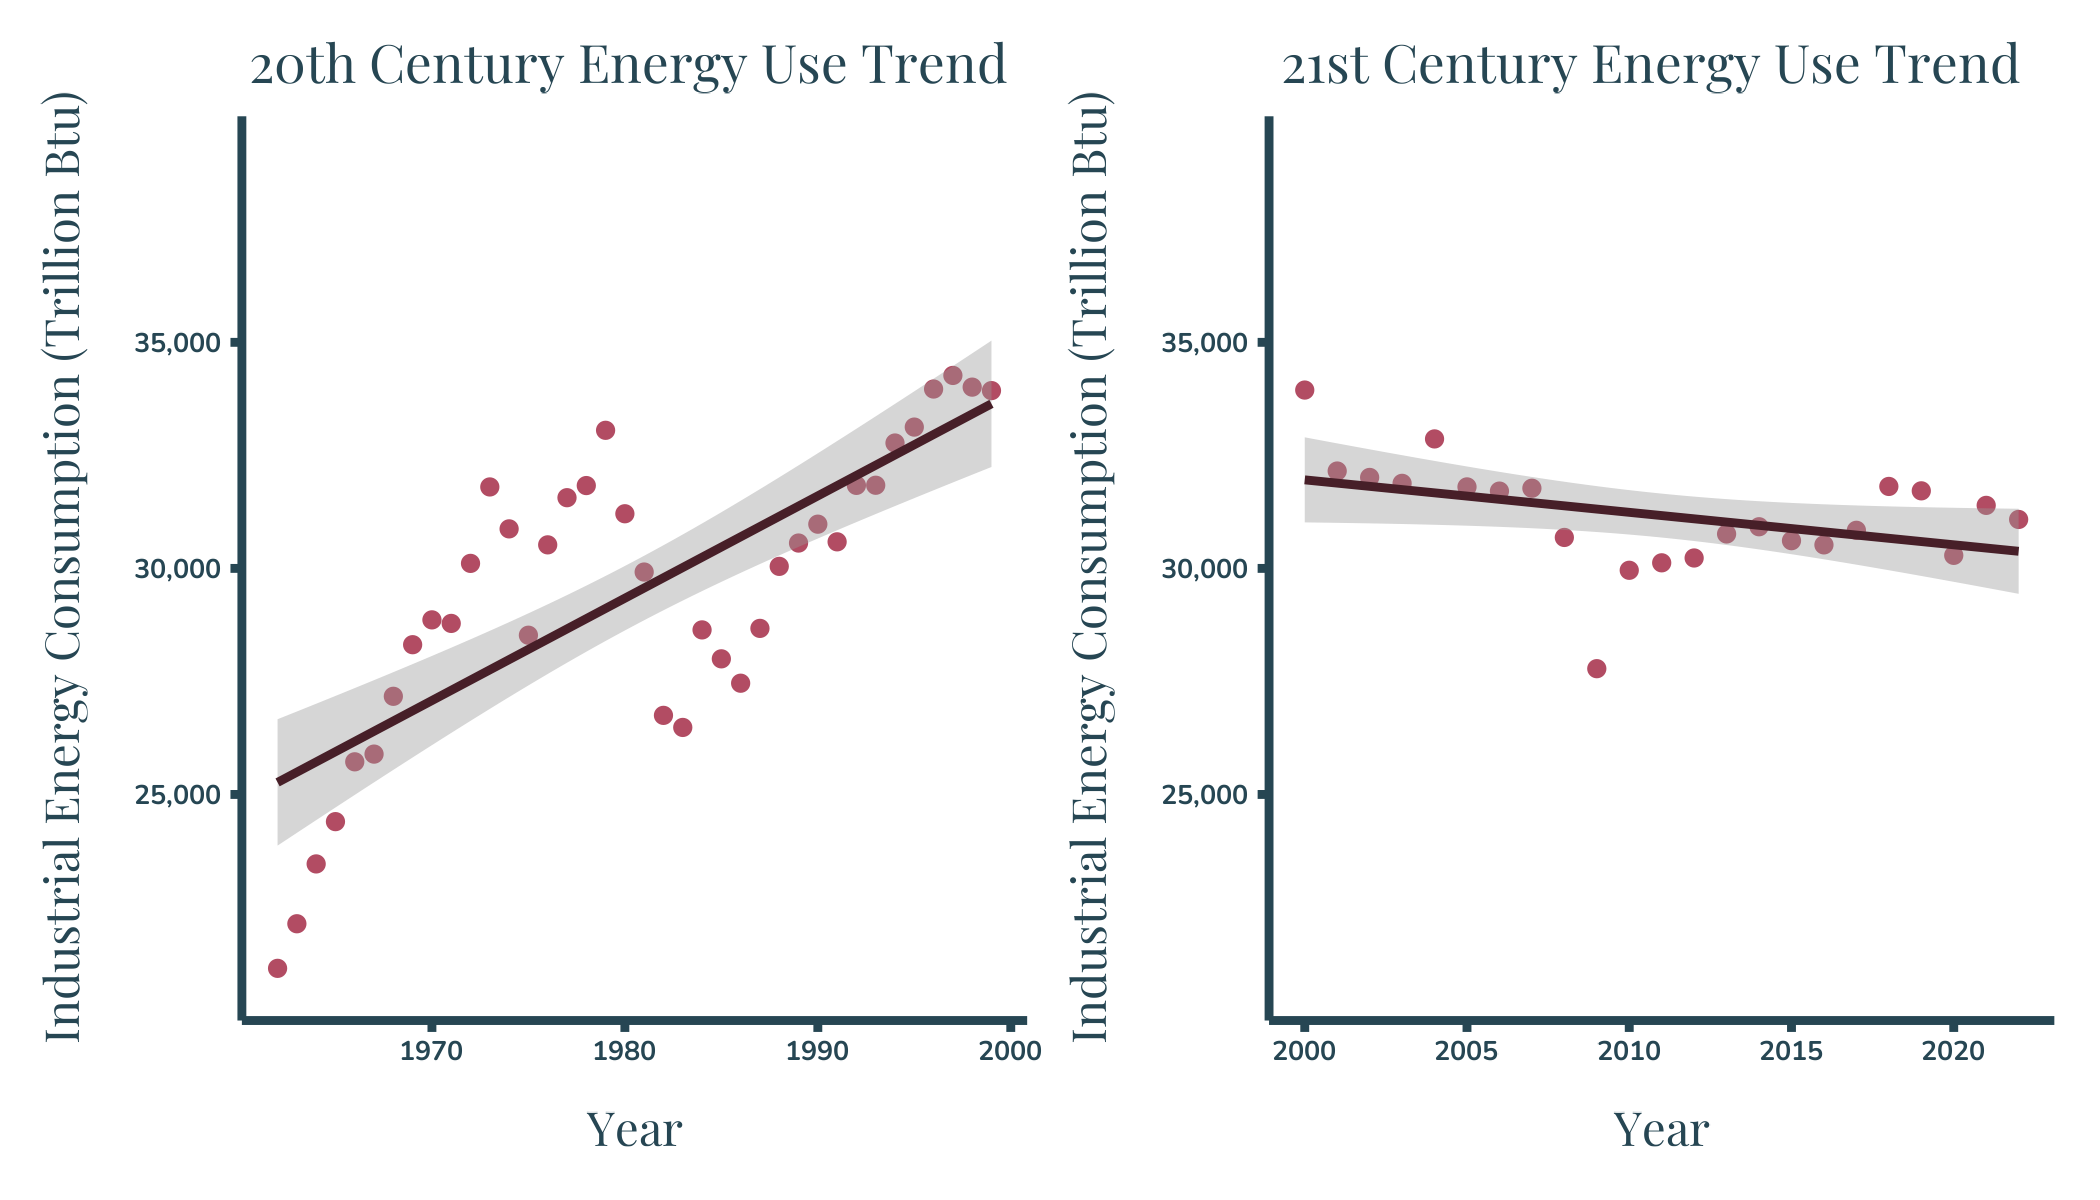 20th Century Energy Use Trend
Industrial Energy Consumption (Trillion Btu)
35,000
30,000
25,000
1970 1980 1990 2000
Year
21st Century Energy Use Trend
Industrial Energy Consumption (Trillion Btu)
35,000
30,000
25,000
2000 2005 2010 2015 2020
Year